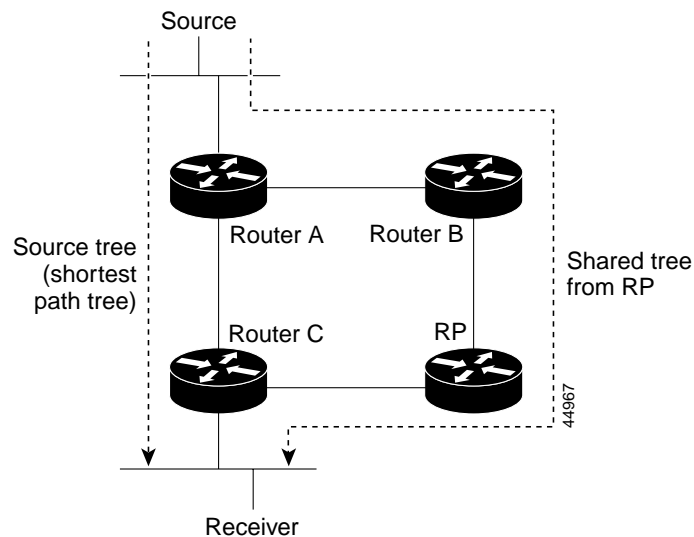 Source
Router A
Router B
Source tree
(shortest
path tree)
Shared tree
from RP
Router C
RP
44967
Receiver